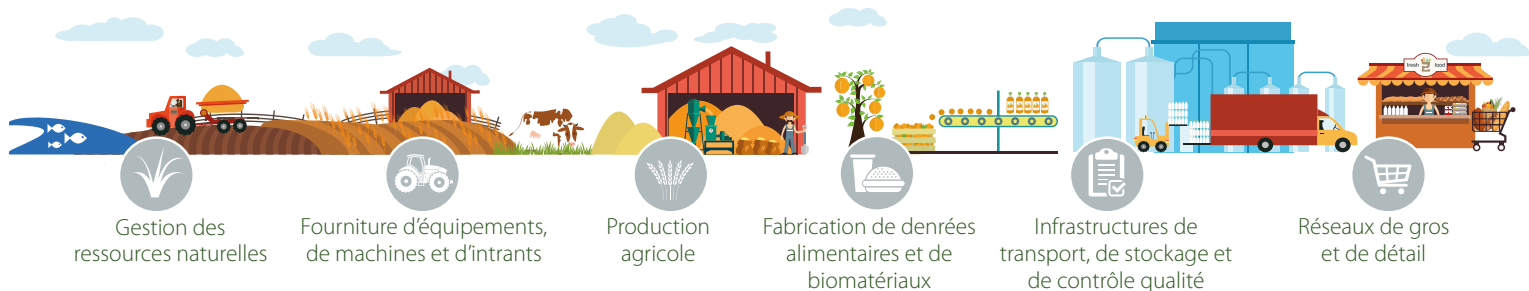 fresh food
Gestion des
ressources naturelles
Fourniture d’équipements,
de machines et d’intrants
Production
agricole
Fabrication de denrées
alimentaires et de
biomatériaux
Infrastructures de
transport, de stockage et
de contrôle qualité
Réseaux de gros
et de détail